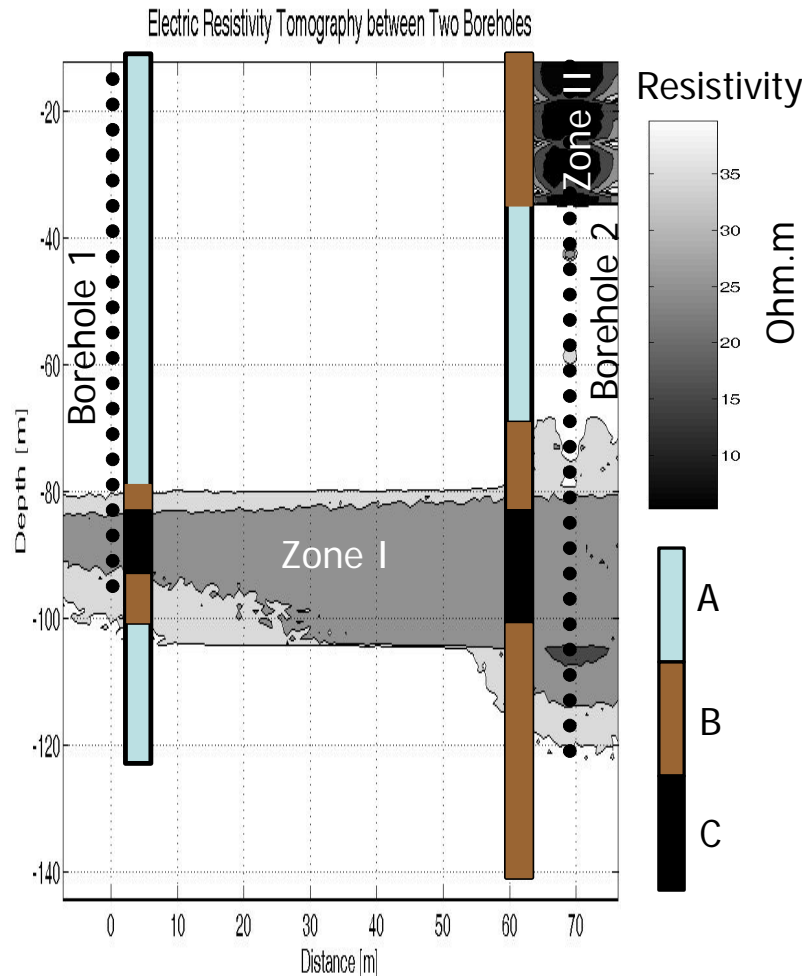 Electric Resistivity Tomography between Two Boreholes
Resistivity
Ohm.m
35
30
25
20
15
10
Zone II
Borehole 1
Borehole 2
Zone I
Depth [m]
-20
-40
-60
-80
-100
-120
-140
0
10
20
30
40
50
60
70
Distance [m]
A
B
C